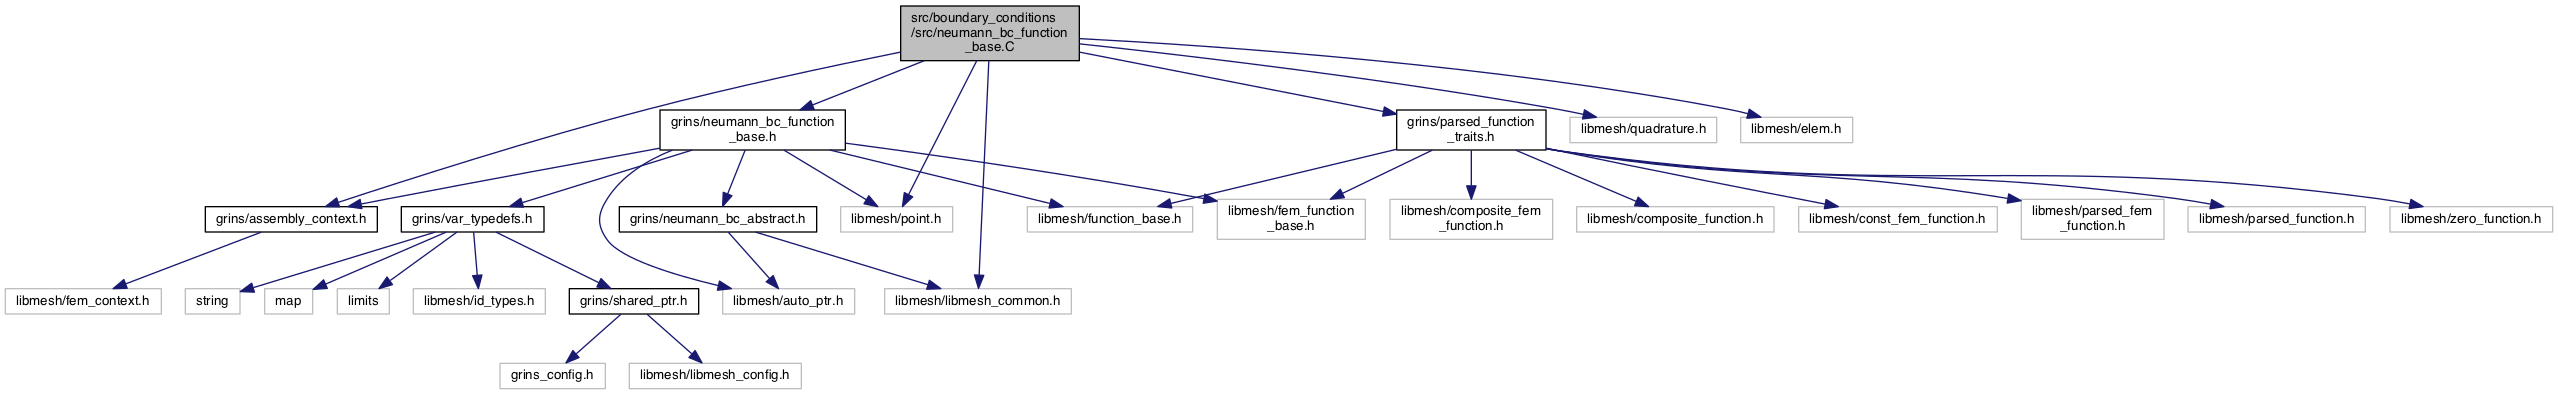 src/boundary_conditions
/src/neumann_bc_function
_base.C
grins/neumann_bc_function
_base.h
grins/parsed_function
_traits.h
libmesh/quadrature.h
libmesh/elem.h
grins/assembly_context.h
grins/var_typedefs.h
grins/neumann_bc_abstract.h
libmesh/point.h
libmesh/function_base.h
libmesh/fem_function
_base.h
libmesh/composite_fem
_function.h
libmesh/composite_function.h
libmesh/const_fem_function.h
libmesh/parsed_fem
_function.h
libmesh/parsed_function.h
libmesh/zero_function.h
libmesh/fem_context.h
string
map
limits
libmesh/id_types.h
grins/shared_ptr.h
libmesh/auto_ptr.h
libmesh/libmesh_common.h
grins_config.h
libmesh/libmesh_config.h